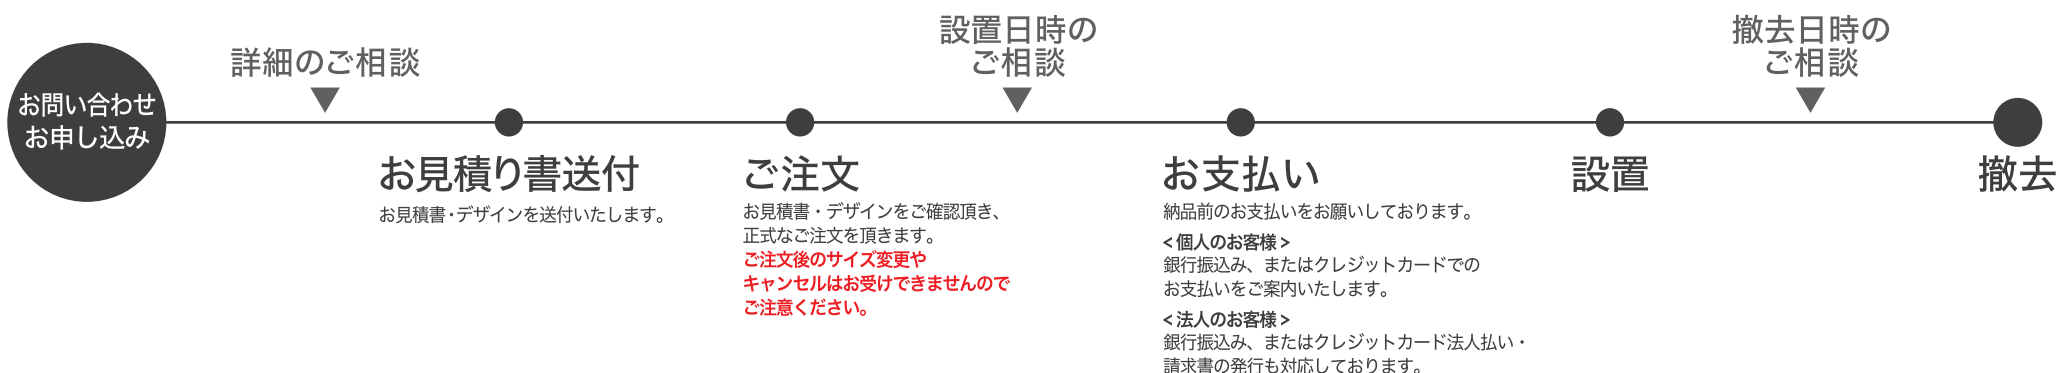 お問い合わせ
お申し込み
詳細のご相談
お見積り書送付
お見積書・デザインを送付いたします。
ご注文
お見積書・デザインをご確認頂き、
正式なご注文を頂きます。
ご注文後のサイズ変更や
キャンセルはお受けできませんので
ご注意ください。
設置日時の
ご相談
お支払い
納品前のお支払いをお願いしております。
< 個人のお客様 >
銀行振込み、またはクレジットカードでの
お支払いをご案内いたします。
< 法人のお客様 >
銀行振込み、またはクレジットカード法人払い・
請求書の発行も対応しております。
設置
撤去日時の
ご相談
撤去